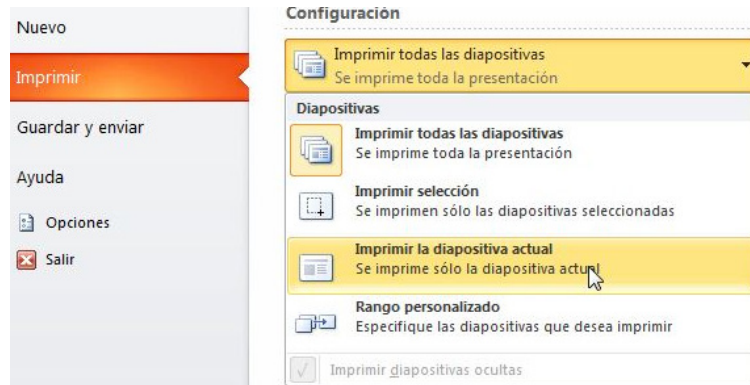 Nuevo
Imprimir
Guardar y enviar
Ayuda
Opciones
Salir
Configuración
Imprimir todas las diapositivas
Se imprime toda la presentación
Diapositivas
Imprimir todas las diapositivas
Se imprime toda la presentación
Imprimir selección
Se imprimen sólo las diapositivas seleccionadas
Imprimir la diapositiva actual
Se imprime sólo la diapositiva actual
Rango personalizado
Especifique las diapositivas que desea imprimir
Imprimir diapositivas ocultas